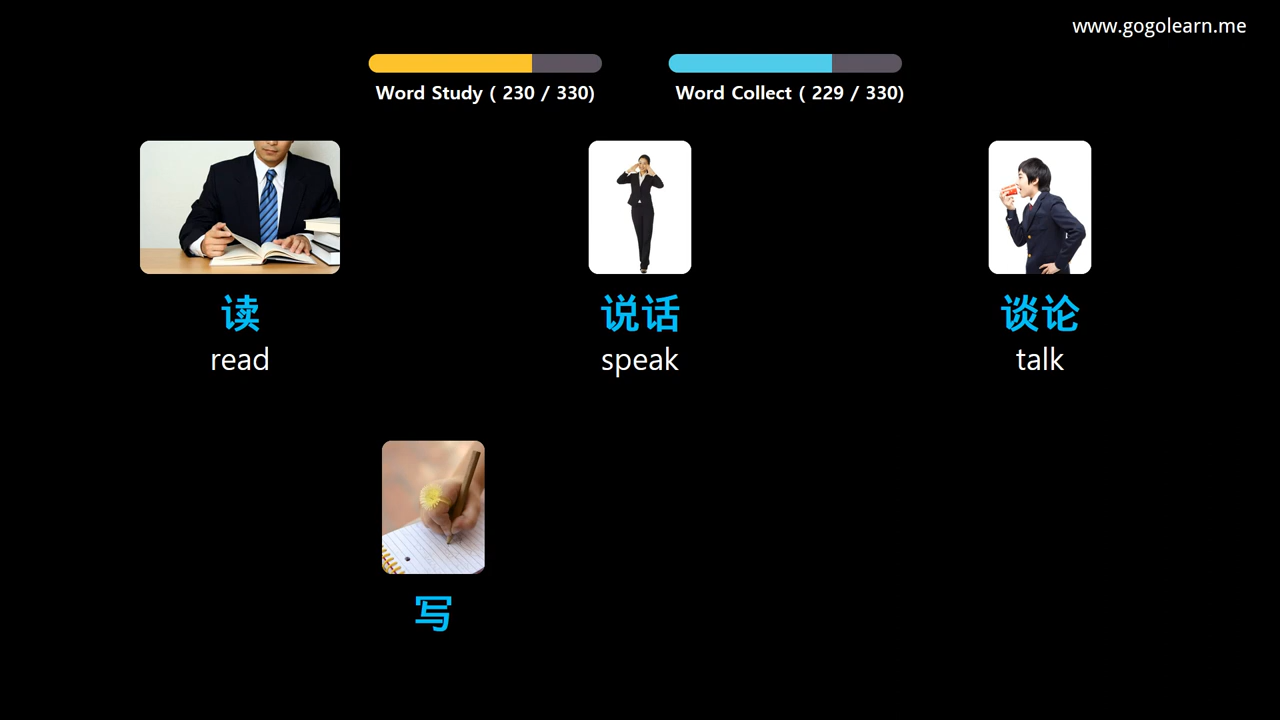 www.gogolearn.me
Word Study ( 230 / 330)
Word Collect ( 229 / 330)
读
read
说话
speak
谈论
talk
写